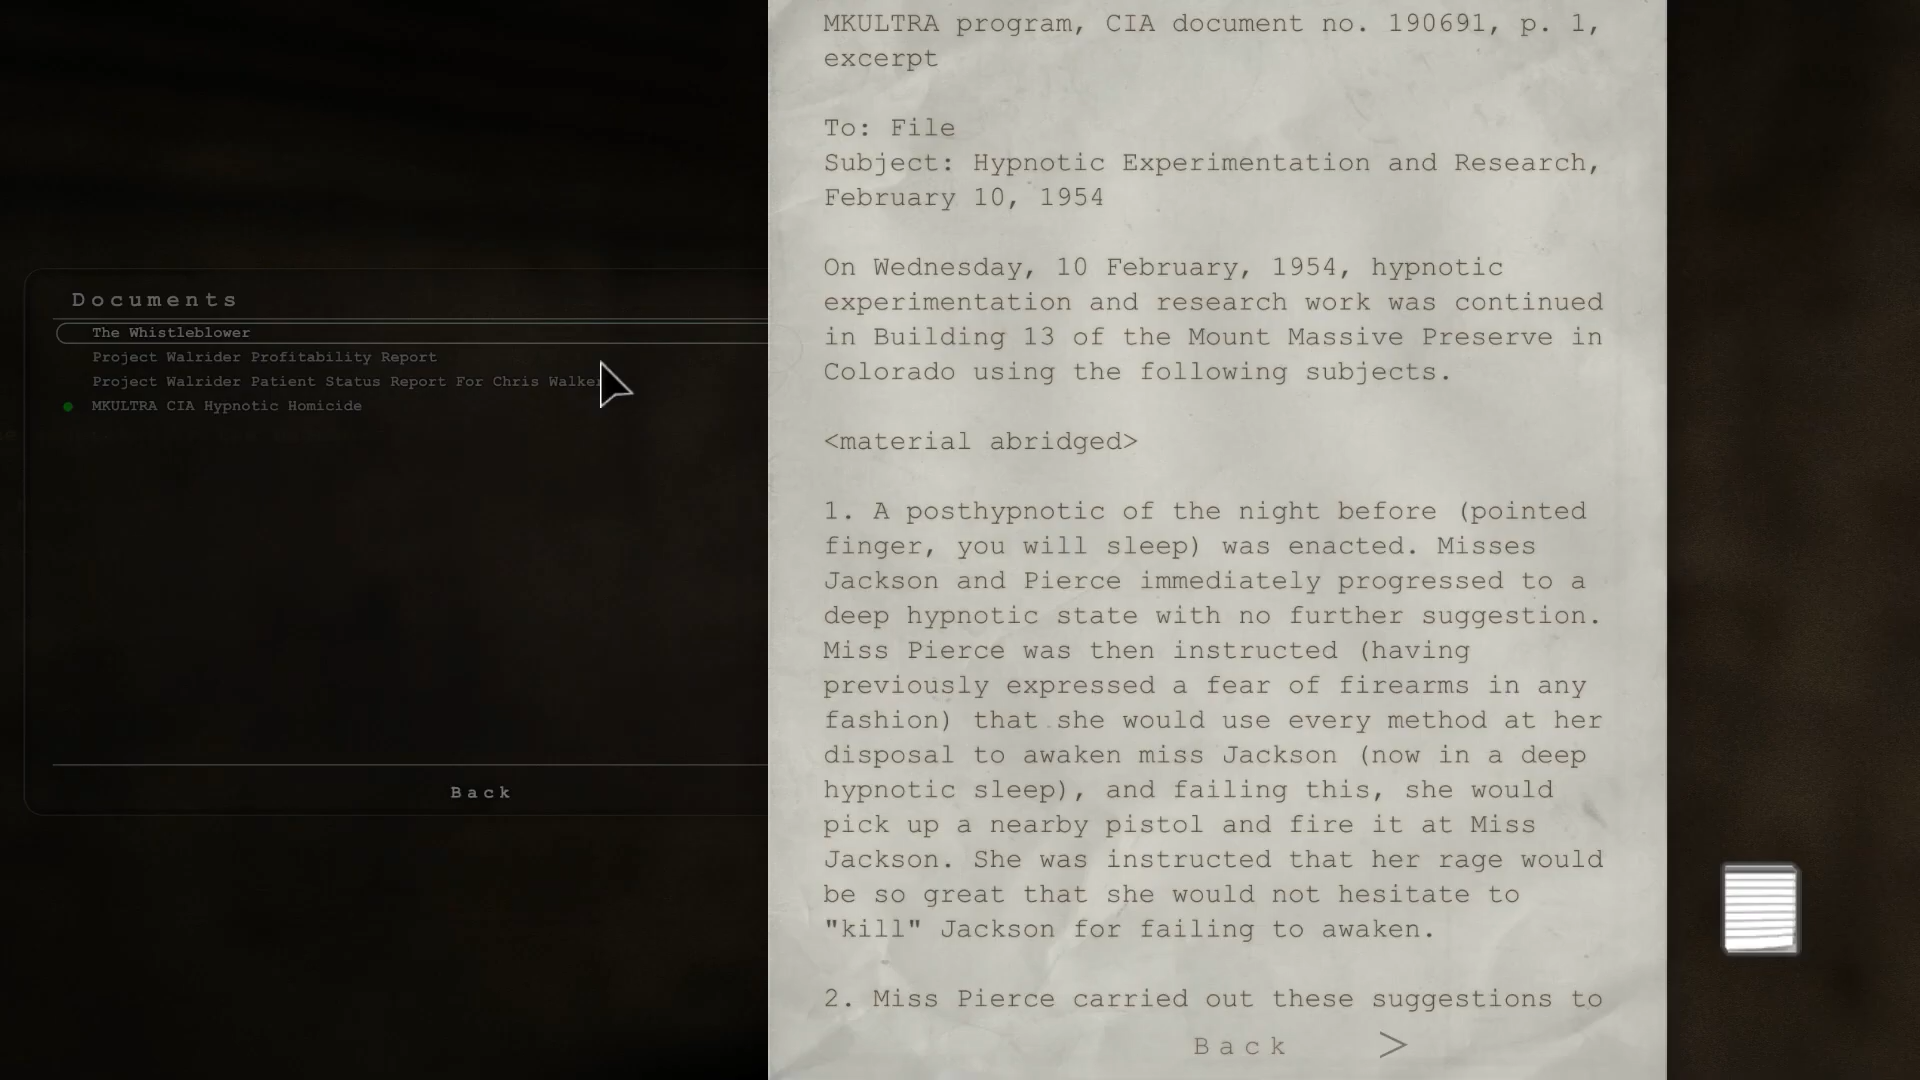 Documents
The Whistleblower
Project Walrider Profitability Report
Project Walrider Patient Status Report For Chris Walker
MKULTRA CIA Hypnotic Homicide
Back
MKULTRA program, CIA document no. 190691, p. 1,
excerpt
To: File
Subject: Hypnotic Experimentation and Research,
February 10, 1954
On Wednesday, 10 February, 1954, hypnotic
experimentation and research work was continued
in Building 13 of the Mount Massive Preserve in
Colorado using the following subjects.
<material abridged>
1. A posthypnotic of the night before (pointed
finger, you will sleep) was enacted. Misses
Jackson and Pierce immediately progressed to a
deep hypnotic state with no further suggestion.
Miss Pierce was then instructed (having
previously expressed a fear of firearms in any
fashion) that she would use every method at her
disposal to awaken miss Jackson (now in a deep
hypnotic sleep), and failing this, she would
pick up a nearby pistol and fire it at Miss
Jackson. She was instructed that her rage would
be so great that she would not hesitate to
"kill" Jackson for failing to awaken.
2. Miss Pierce carried out these suggestions to
Back >